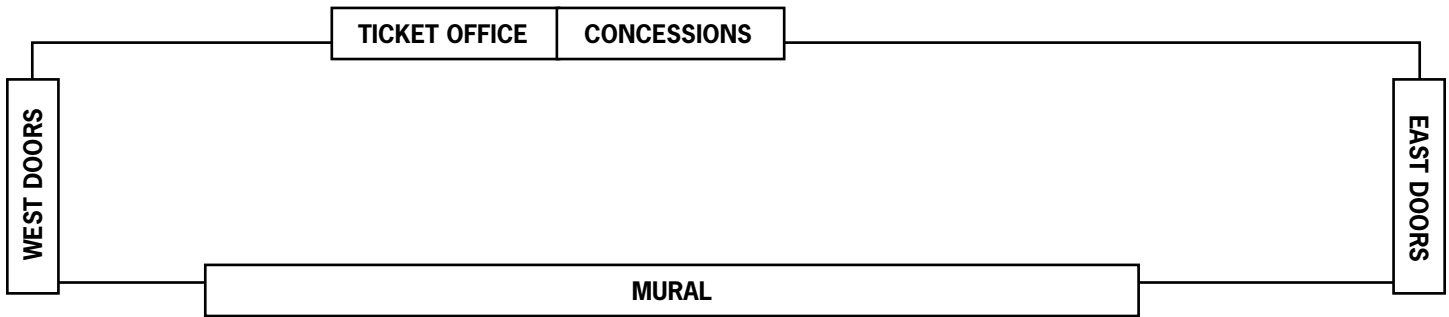 TICKET OFFICE
CONCESSIONS
WEST DOORS
EAST DOORS
MURAL